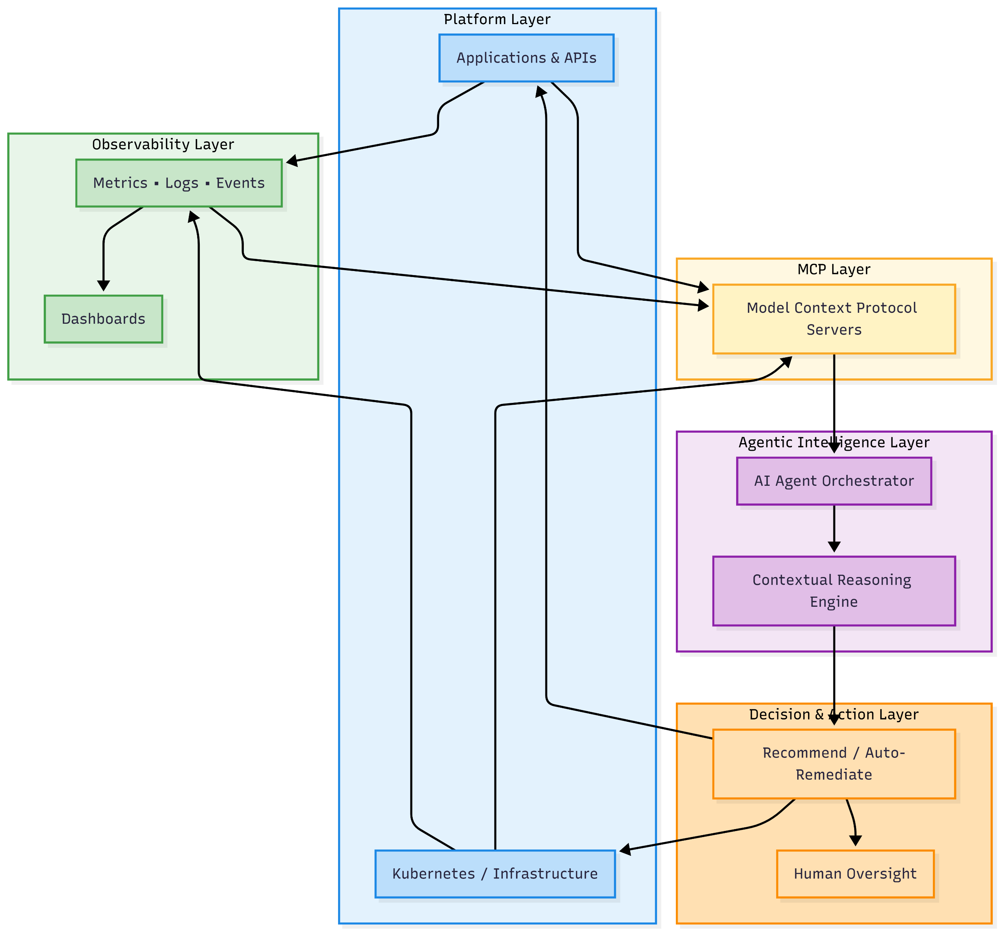 Platform Layer
Applications & APIs
Observability Layer
Metrics ▪ Logs ▪ Events
Dashboards
MCP Layer
Model Context Protocol
Servers
Agentic Intelligence Layer
AI Agent Orchestrator
Contextual Reasoning
Engine
Decision & Action Layer
Recommend / Auto-
Remediate
Kubernetes / Infrastructure
Human Oversight